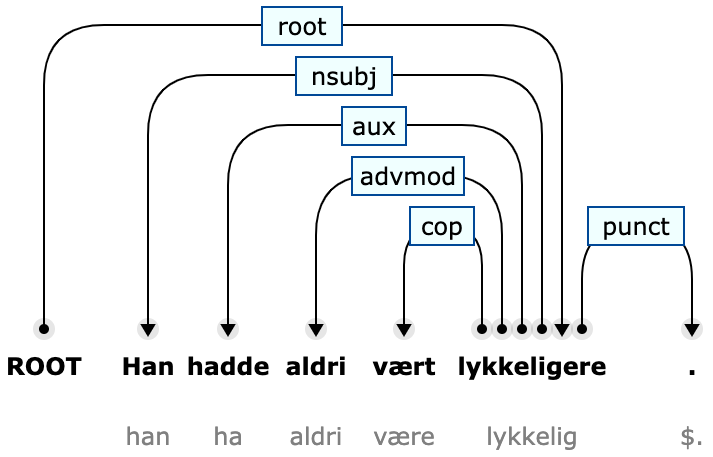 root
nsubj
aux
advmod
cop punct
ROOT Han hadde aldri vært lykkeligere .
han ha aldri være lykkelig $.